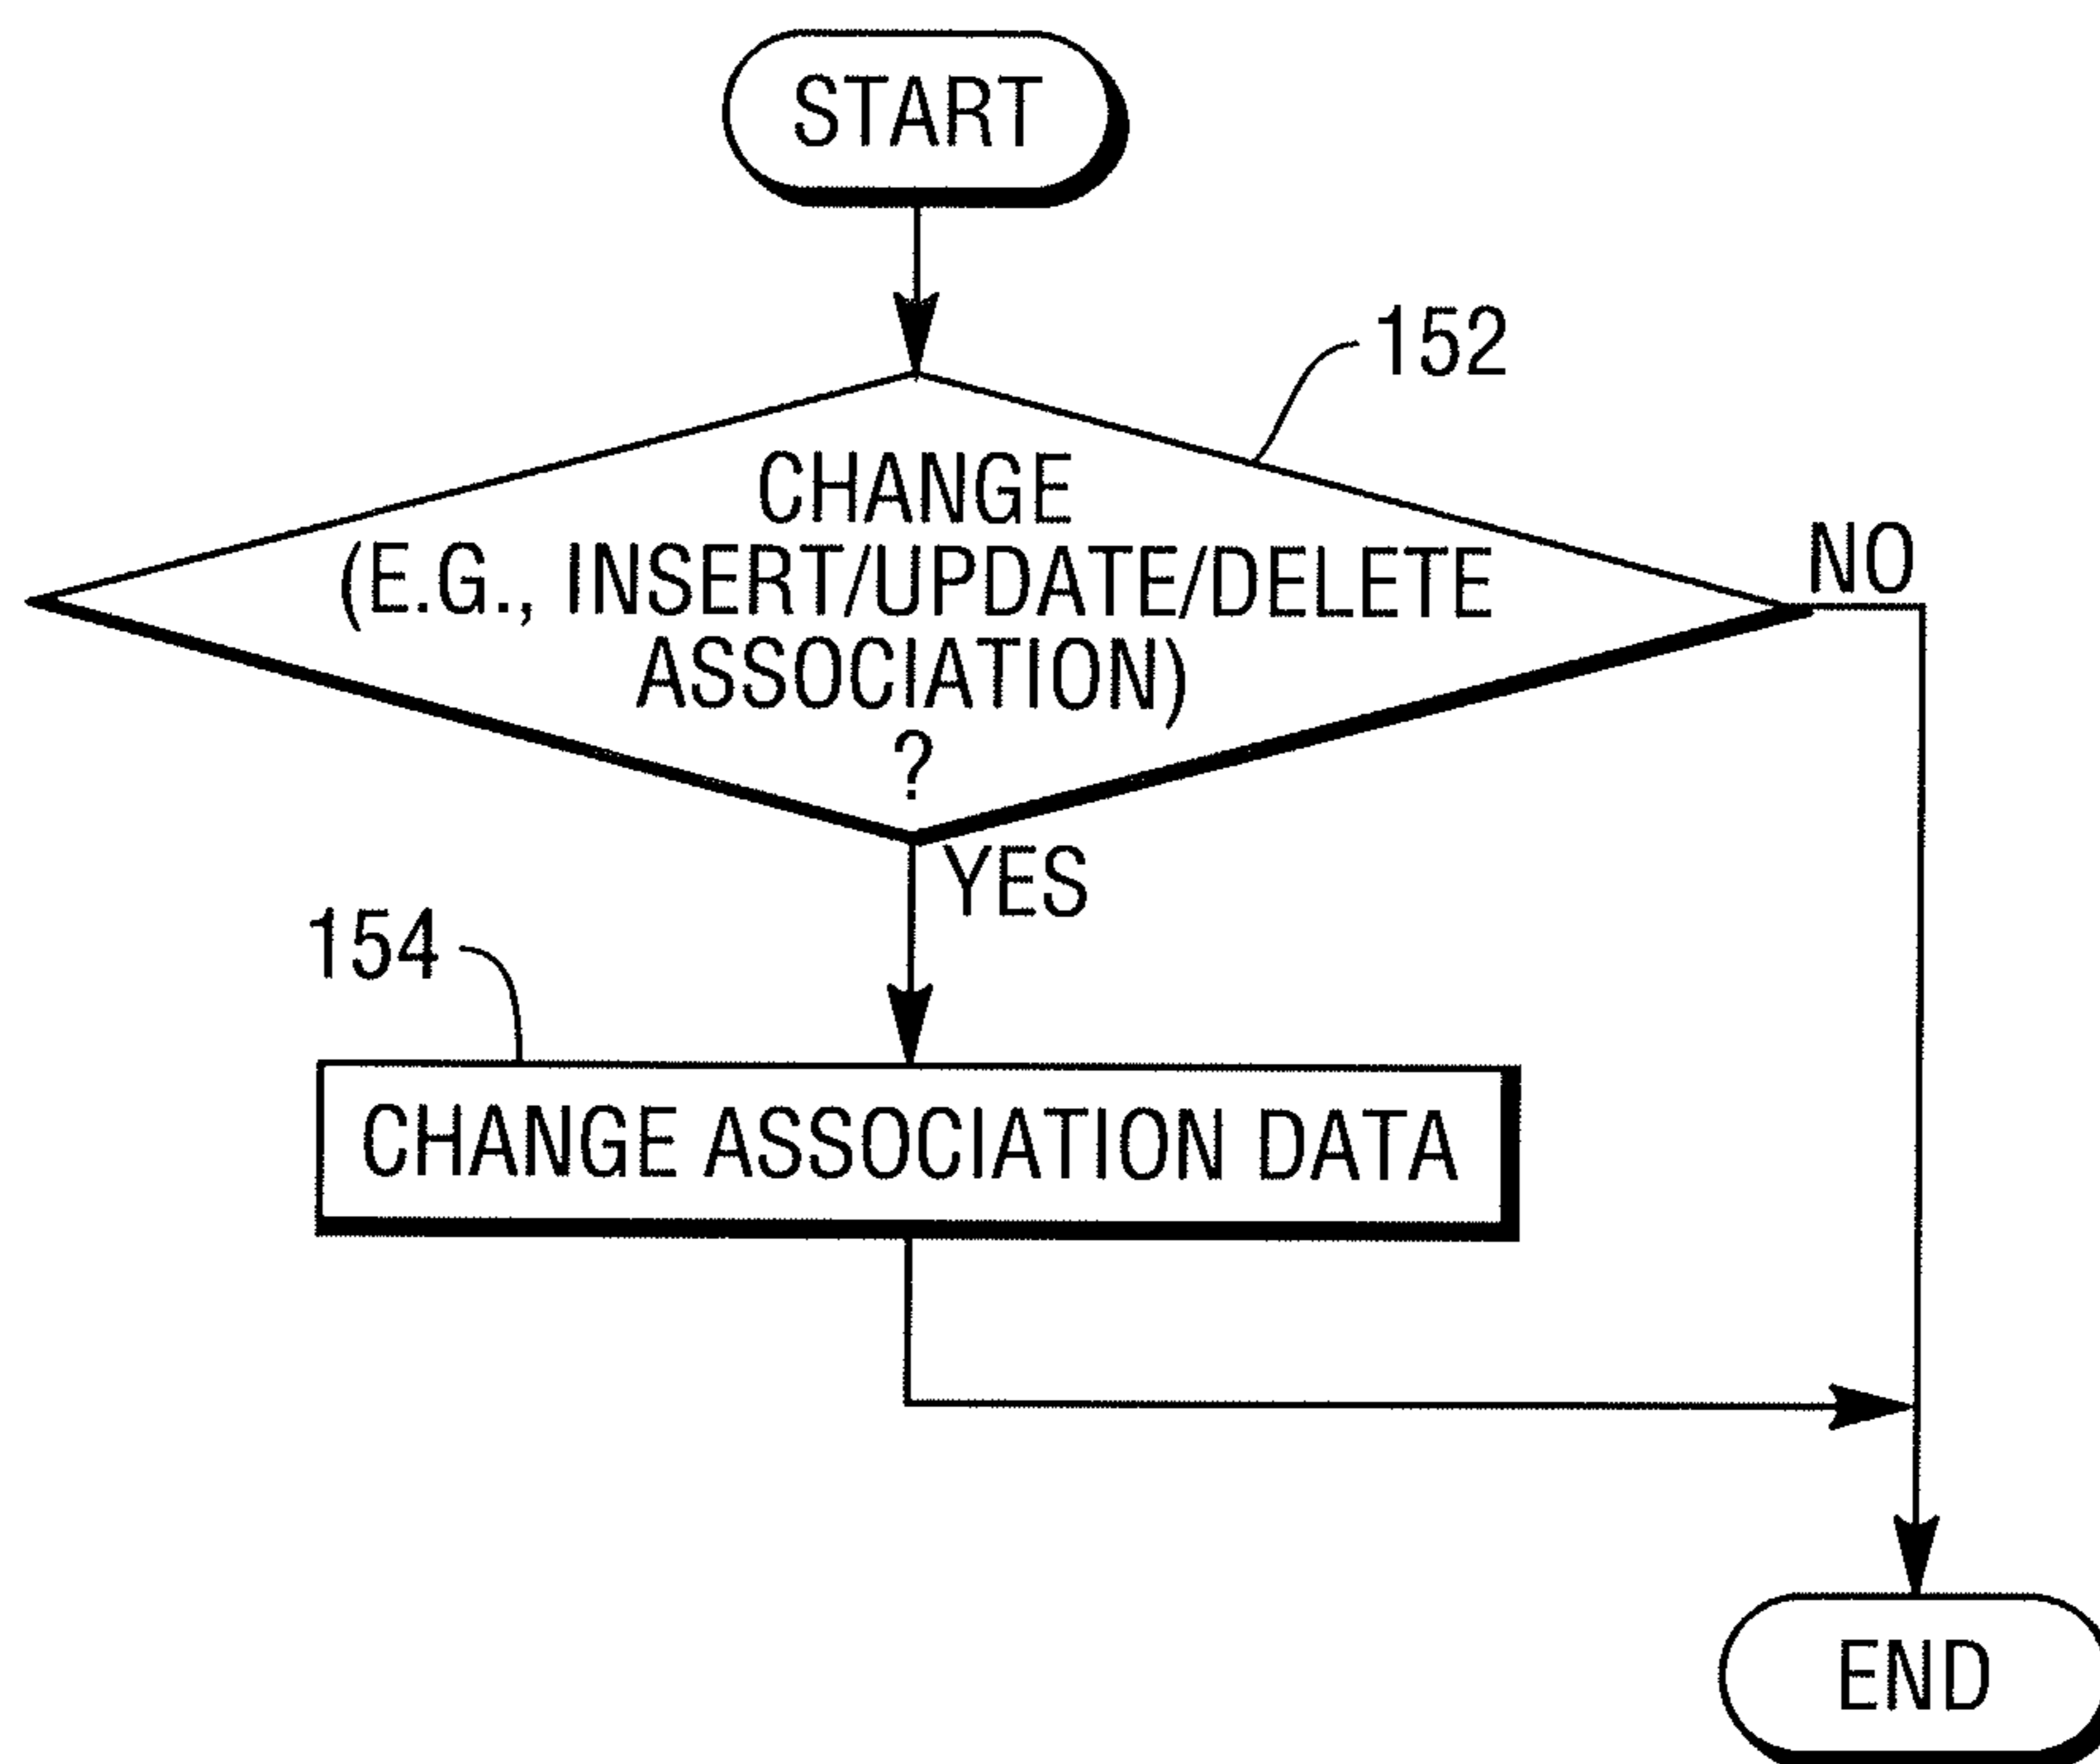 START
152
CHANGE
(E.G., INSERT/UPDATE/DELETE
ASSOCIATION)
?
NO
YES
154
CHANGE ASSOCIATION DATA
END